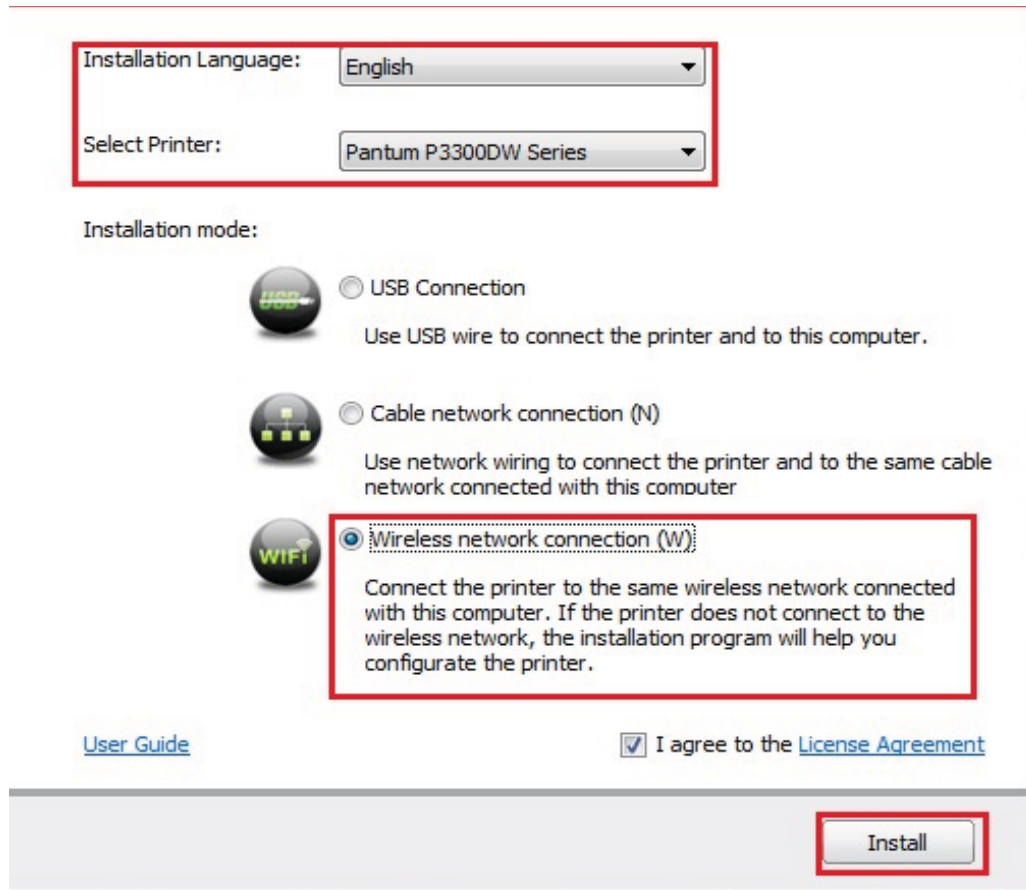 Installation Language:
English
Select Printer:
Pantum P3300DW Series
Installation mode:
USB
USB Connection
Use USB wire to connect the printer and to this computer.
Cable network connection (N)
Use network wiring to connect the printer and to the same cable
network connected with this computer
WiFi
Wireless network connection (W)
Connect the printer to the same wireless network connected
with this computer. If the printer does not connect to the
wireless network, the installation program will help you
configurate the printer.
User Guide
I agree to the License Agreement
Install